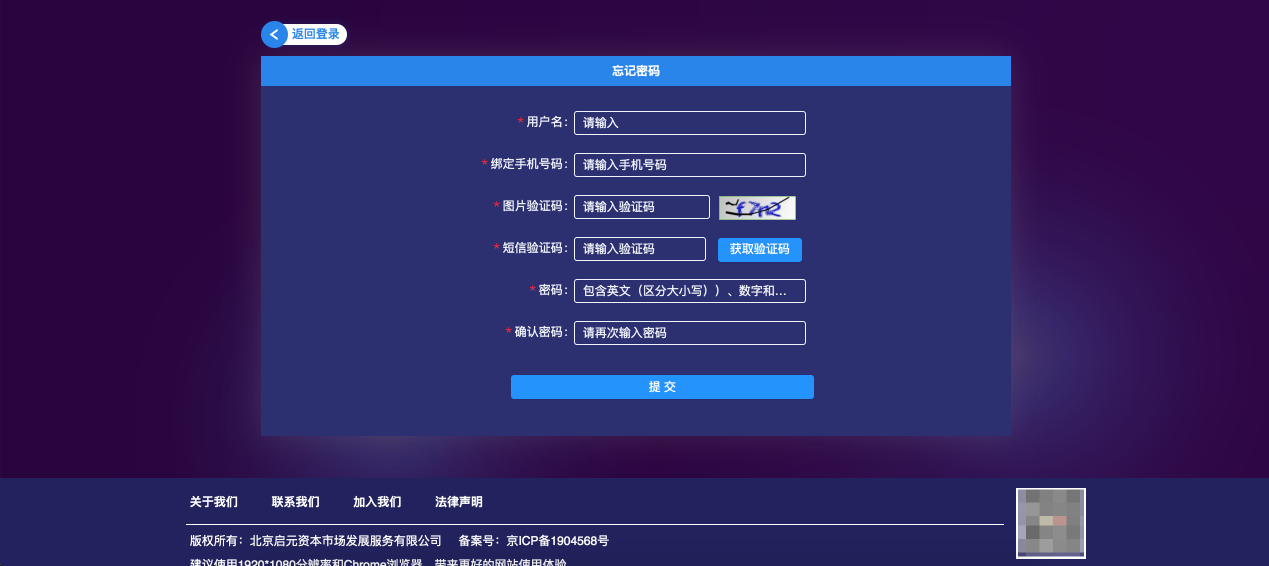 返回登录
忘记密码
* 用户名: 请输入
* 绑定手机号码: 请输入手机号码
* 图片验证码: 请输入验证码 f7n2
* 短信验证码: 请输入验证码 获取验证码
* 密码: 包含英文（区分大小写））、数字和...
* 确认密码: 请再次输入密码
提 交
关于我们 联系我们 加入我们 法律声明
版权所有：北京启元资本市场发展服务有限公司 备案号：京ICP备1904568号
建议使用1920*1080分辨率和Chrome浏览器，带来更好的网站使用体验